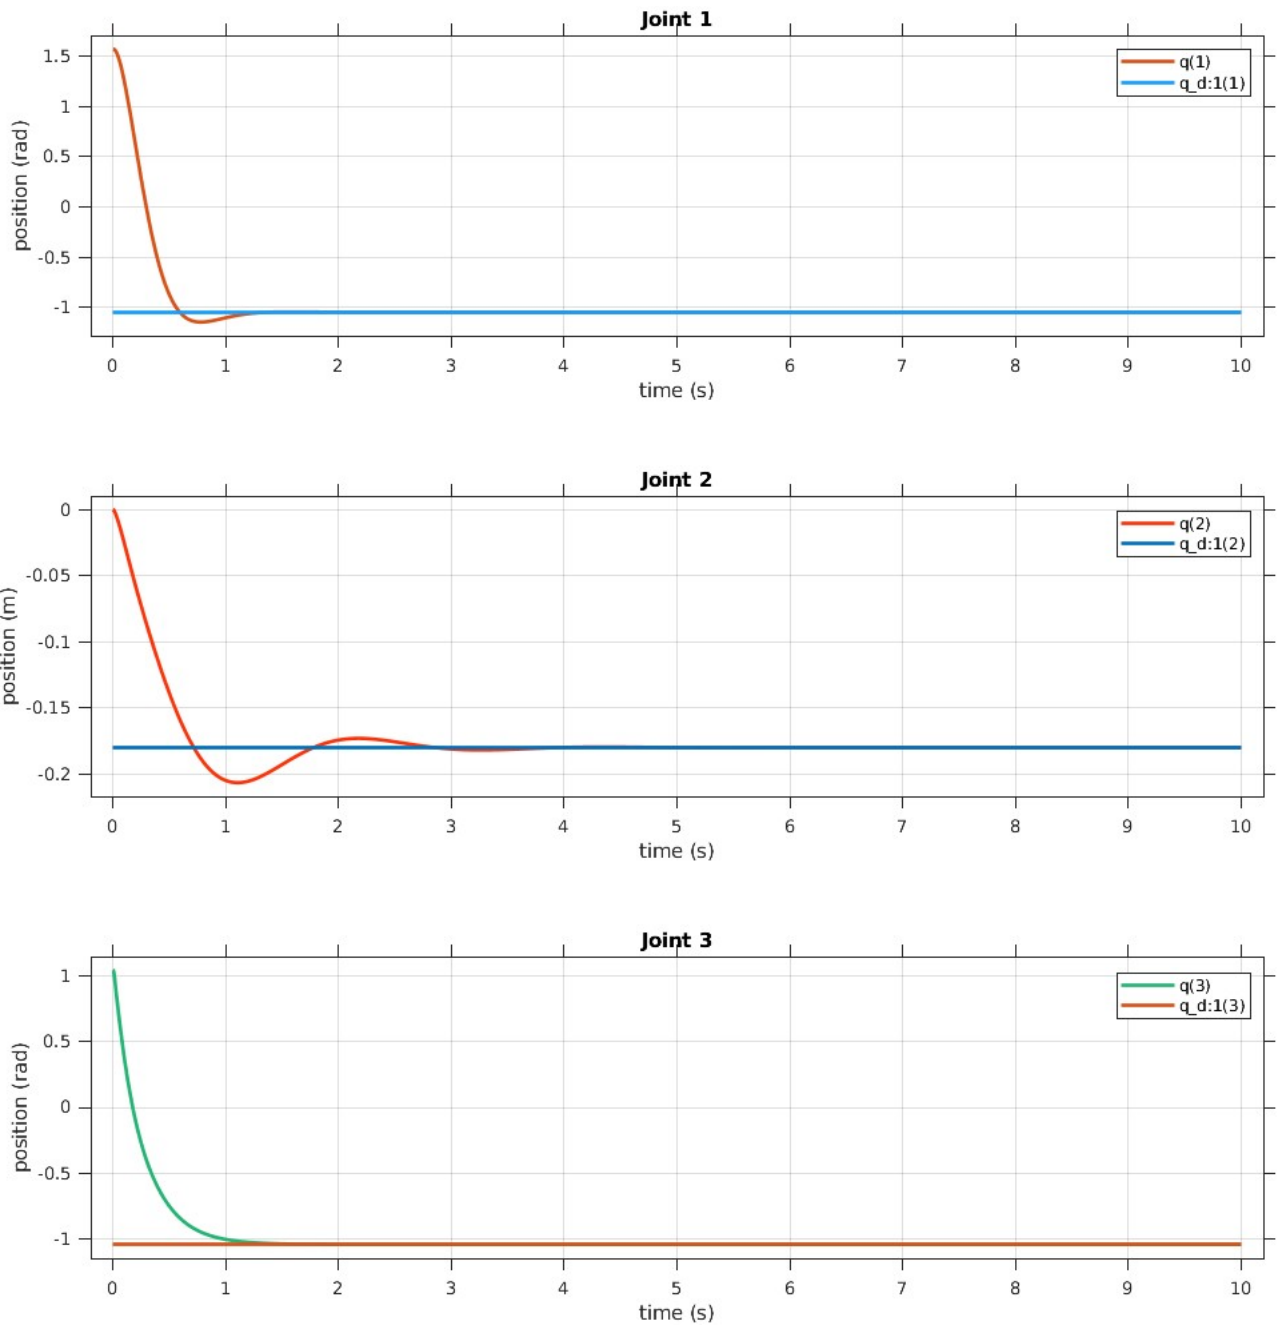 Joint 1
position (rad)
1.5
1
0.5
0
-0.5
-1
q(1)
q_d:1(1)
0 1 2 3 4 5 6 7 8 9 10
time (s)
Joint 2
position (m)
0
-0.05
-0.1
-0.15
-0.2
q(2)
q_d:1(2)
0 1 2 3 4 5 6 7 8 9 10
time (s)
Joint 3
position (rad)
1
0.5
0
-0.5
-1
q(3)
q_d:1(3)
0 1 2 3 4 5 6 7 8 9 10
time (s)